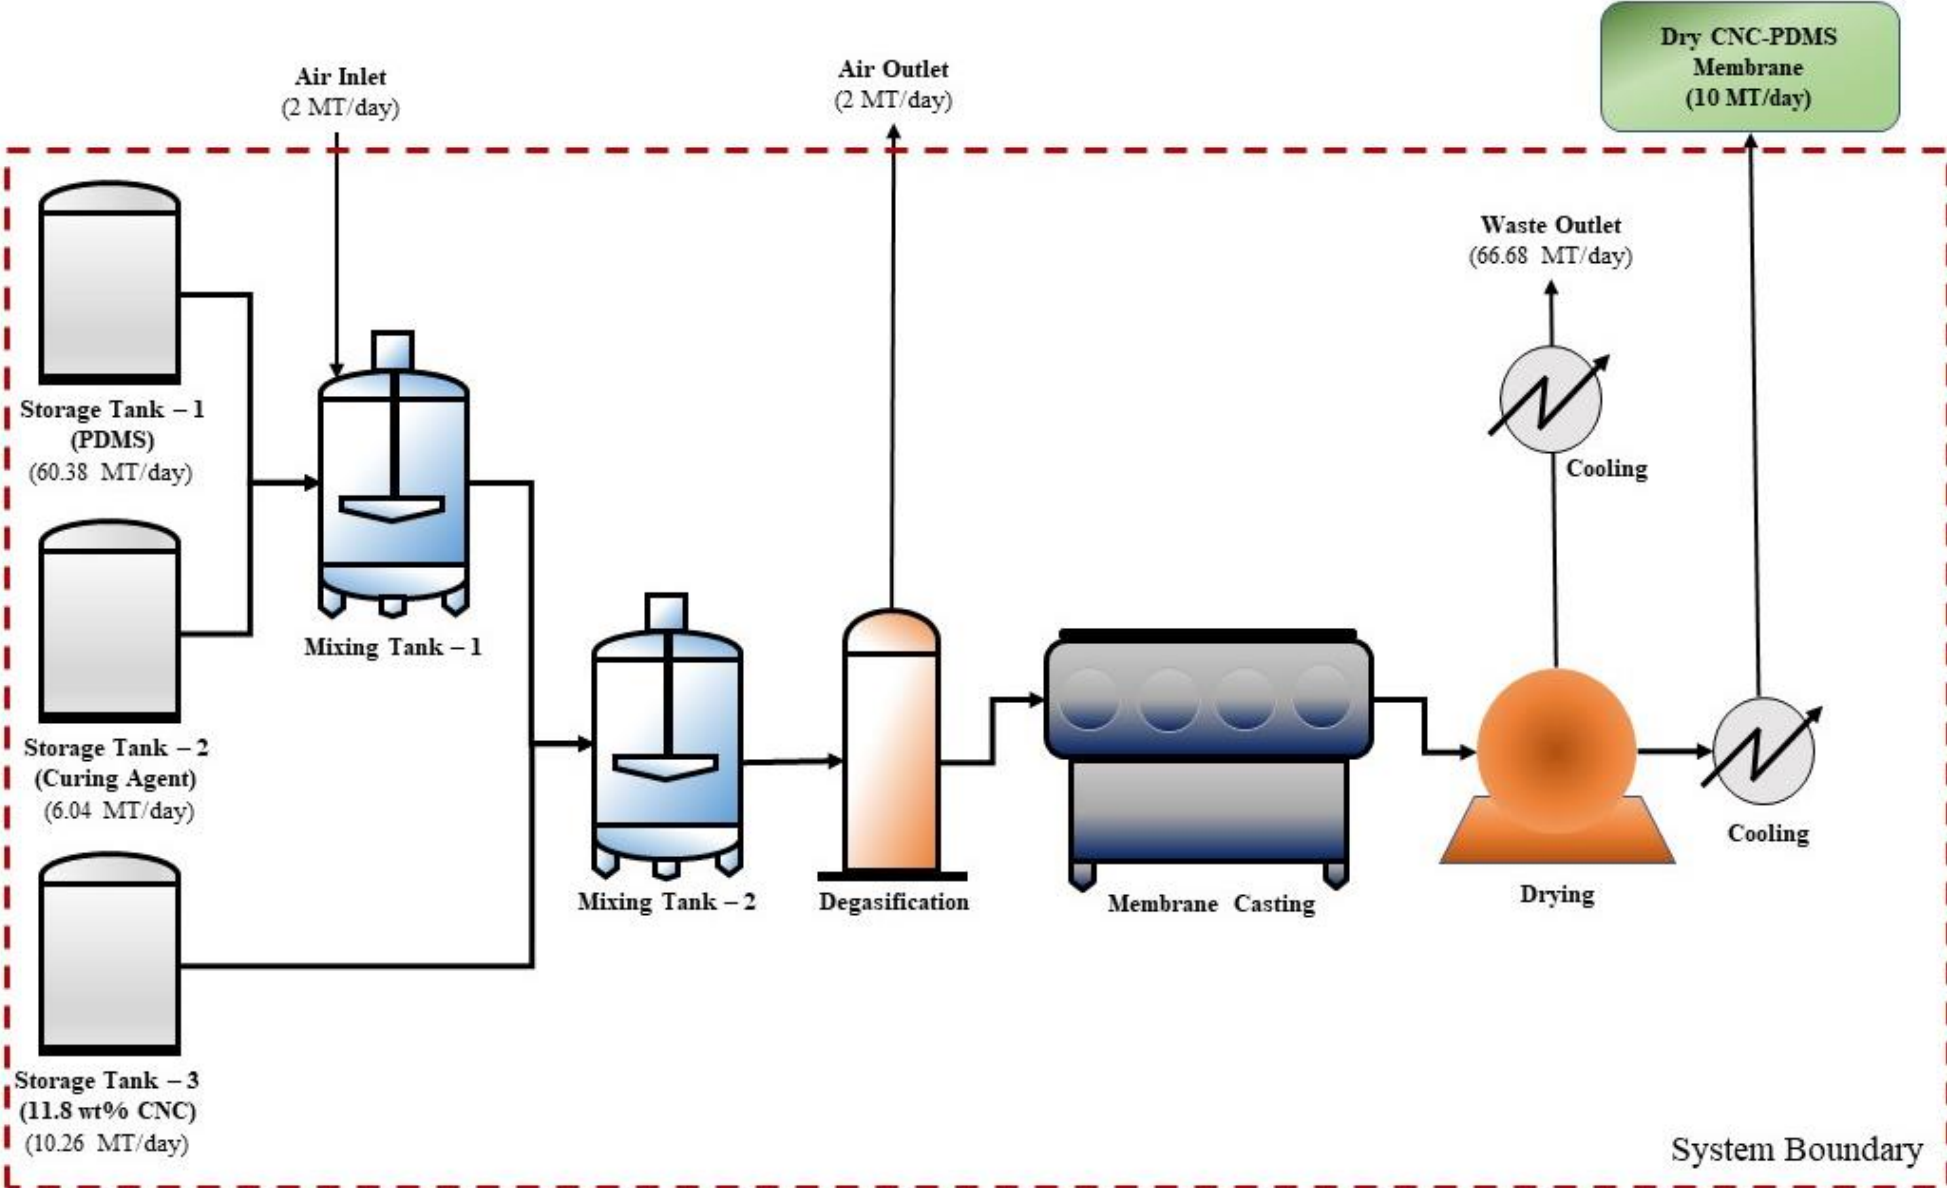 Air Inlet
(2 MT/day)
Air Outlet
(2 MT/day)
Dry CNC-PDMS
Membrane
(10 MT/day)
Waste Outlet
(66.68 MT/day)
Storage Tank – 1
(PDMS)
(60.38 MT/day)
Cooling
Mixing Tank – 1
Storage Tank – 2
(Curing Agent)
(6.04 MT/day)
Cooling
Mixing Tank – 2
Degasification
Membrane Casting
Drying
Storage Tank – 3
(11.8 wt% CNC)
(10.26 MT/day)
System Boundary